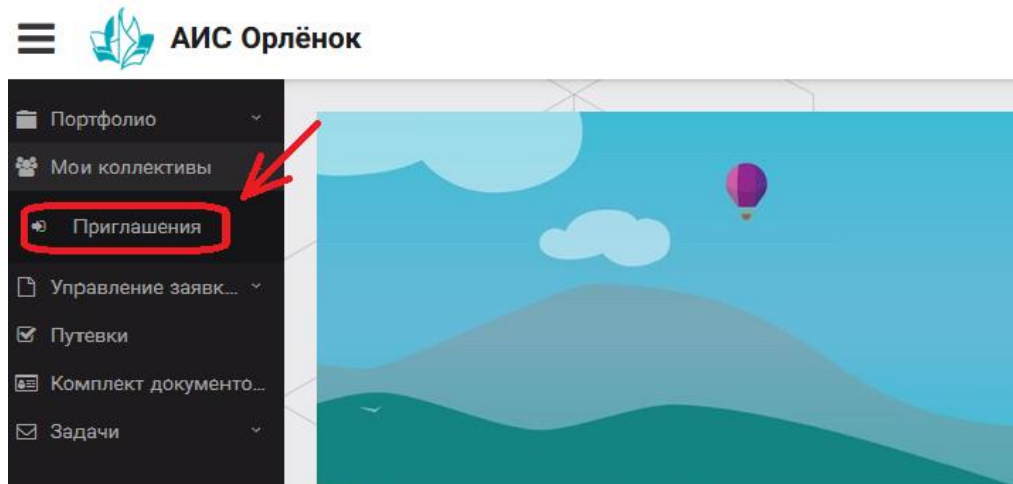 АИС Орлёнок
Портфолио
Мои коллективы
Приглашения
Управление заявк...
Путевки
Комплект документо...
Задачи